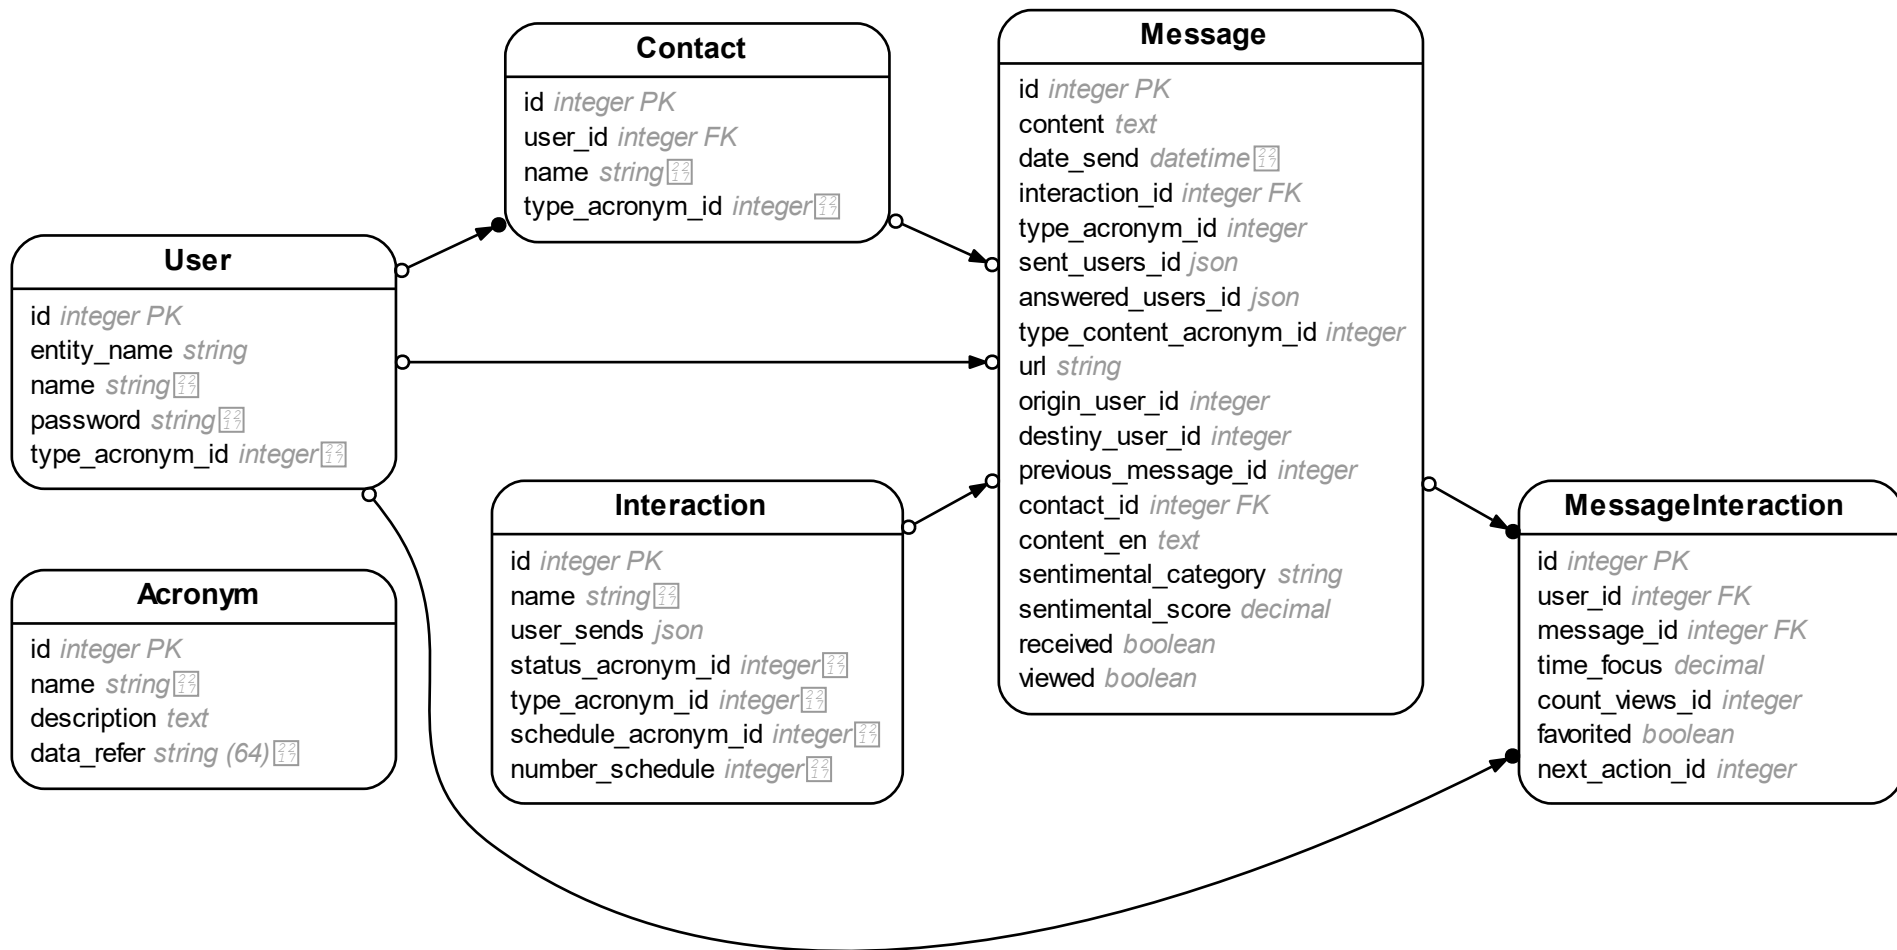 Contact
id integer PK
user_id integer FK
name string
type_acronym_id integer
Message
id integer PK
content text
date_send datetime
interaction_id integer FK
type_acronym_id integer
sent_users_id json
answered_users_id json
type_content_acronym_id integer
url string
origin_user_id integer
destiny_user_id integer
previous_message_id integer
contact_id integer FK
content_en text
sentimental_category string
sentimental_score decimal
received boolean
viewed boolean
User
id integer PK
entity_name string
name string
password string
type_acronym_id integer
Interaction
id integer PK
name string
user_sends json
status_acronym_id integer
type_acronym_id integer
schedule_acronym_id integer
number_schedule integer
MessageInteraction
id integer PK
user_id integer FK
message_id integer FK
time_focus decimal
count_views_id integer
favorited boolean
next_action_id integer
Acronym
id integer PK
name string
description text
data_refer string (64)